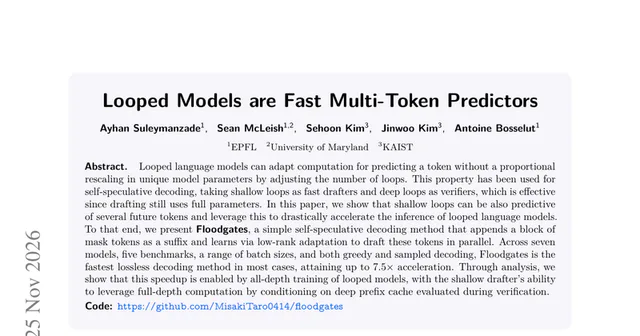 Looped Models are Fast Multi-Token Predictors
Ayhan Suleymanzade1, Sean McLeish1,2, Sehoon Kim3, Jinwoo Kim3, Antoine Bosselut1
1EPFL 2University of Maryland 3KAIST
Abstract. Looped language models can adapt computation for predicting a token without a proportional
rescaling in unique model parameters by adjusting the number of loops. This property has been used for
self-speculative decoding, taking shallow loops as fast drafters and deep loops as verifiers, which is effective
since drafting still uses full parameters. In this paper, we show that shallow loops can be also predictive
of several future tokens and leverage this to drastically accelerate the inference of looped language models.
To that end, we present Floodgates, a simple self-speculative decoding method that appends a block of
mask tokens as a suffix and learns via low-rank adaptation to draft these tokens in parallel. Across seven
models, five benchmarks, a range of batch sizes, and both greedy and sampled decoding, Floodgates is the
fastest lossless decoding method in most cases, attaining up to 7.5× acceleration. Through analysis, we
show that this speedup is enabled by all-depth training of looped models, with the shallow drafter's ability
to leverage full-depth computation by conditioning on deep prefix cache evaluated during verification.
Code: https://github.com/MisakiTaro0414/floodgates
25 Nov 2026